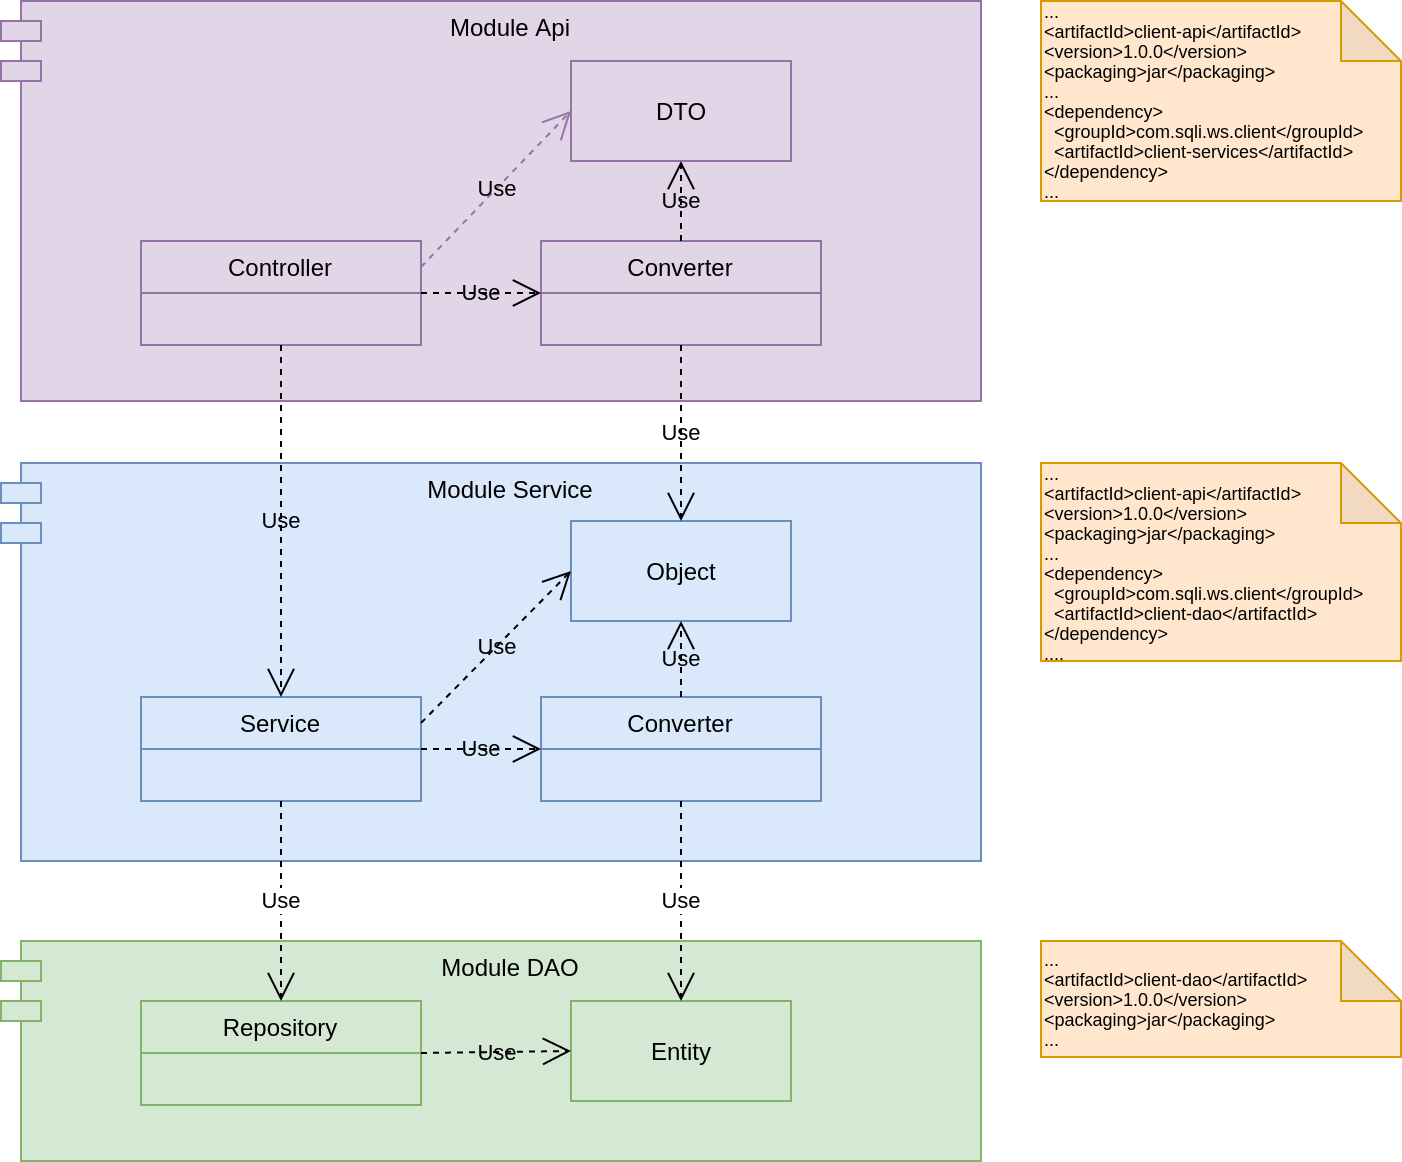 Module Api
DTO
Use
Use
Controller
Use
Converter
...
<artifactId>client-api</artifactId>
<version>1.0.0</version>
<packaging>jar</packaging>
...
<dependency>
  <groupId>com.sqli.ws.client</groupId>
  <artifactId>client-services</artifactId>
</dependency>
...
Use
Use
Module Service
Object
Use
Use
Service
Use
Converter
...
<artifactId>client-api</artifactId>
<version>1.0.0</version>
<packaging>jar</packaging>
...
<dependency>
  <groupId>com.sqli.ws.client</groupId>
  <artifactId>client-dao</artifactId>
</dependency>
....
Use
Use
Module DAO
Repository
Use
Entity
...
<artifactId>client-dao</artifactId>
<version>1.0.0</version>
<packaging>jar</packaging>
...